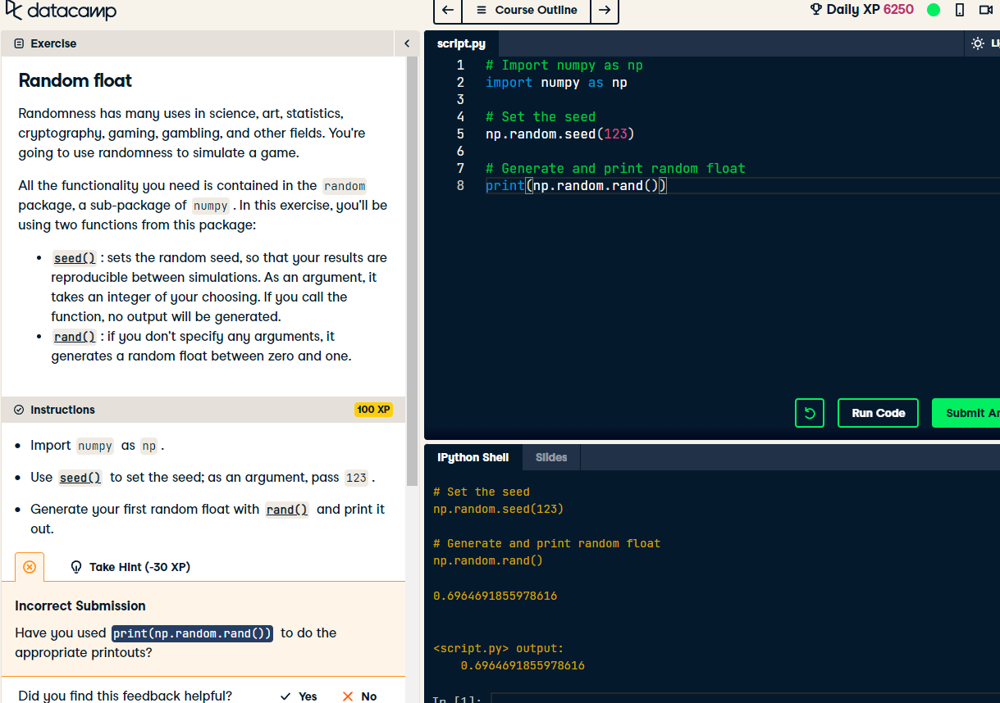 datacamp
Course Outline
Daily XP 6250
Exercise
Random float
Randomness has many uses in science, art, statistics,
cryptography, gaming, gambling, and other fields. You're
going to use randomness to simulate a game.
All the functionality you need is contained in the random
package, a sub-package of numpy . In this exercise, you'll be
using two functions from this package:
• seed() : sets the random seed, so that your results are
reproducible between simulations. As an argument, it
takes an integer of your choosing. If you call the
function, no output will be generated.
• rand() : if you don't specify any arguments, it
generates a random float between zero and one.
Instructions
100 XP
• Import numpy as np .
• Use seed() to set the seed; as an argument, pass 123 .
• Generate your first random float with rand() and print it
out.
Take Hint (-30 XP)
Incorrect Submission
Have you used print(np.random.rand()) to do the
appropriate printouts?
Did you find this feedback helpful?
Yes
No
script.py
1 # Import numpy as np
2 import numpy as np
3
4 # Set the seed
5 np.random.seed(123)
6
7 # Generate and print random float
8 print(np.random.rand())
Run Code
Submit
IPython Shell
Slides
# Set the seed
np.random.seed(123)
# Generate and print random float
np.random.rand()
0.6964691855978616
<script.py> output:
0.6964691855978616
In [1]: